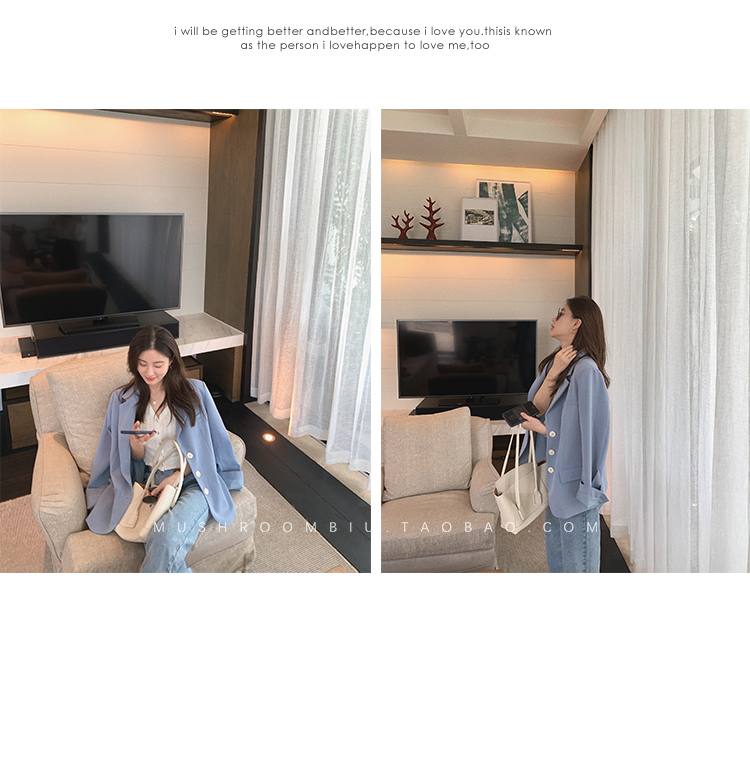 i will be getting better andbetter,because i love you.thisis known
as the person i lovehappen to love me,too
MUSHROOMBIU.TAOBAO.COM